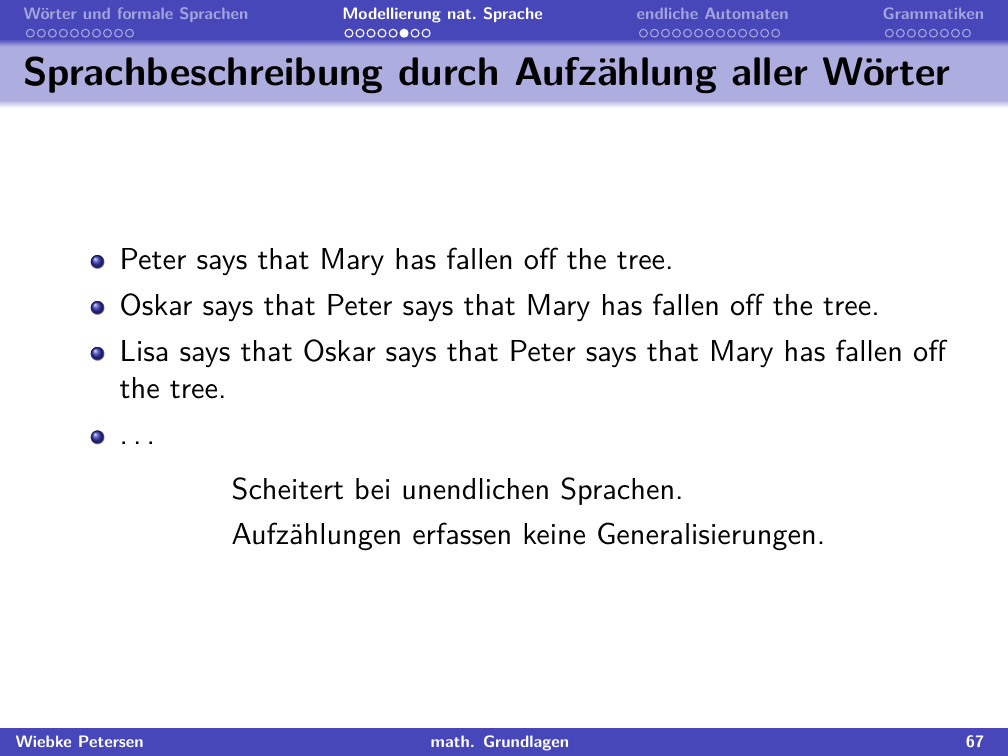 Wörter und formale Sprachen Modellierung nat. Sprache endliche Automaten Grammatiken
Sprachbeschreibung durch Aufzählung aller Wörter
Peter says that Mary has fallen off the tree.
Oskar says that Peter says that Mary has fallen off the tree.
Lisa says that Oskar says that Peter says that Mary has fallen off
the tree.
. . .
Scheitert bei unendlichen Sprachen.
Aufzählungen erfassen keine Generalisierungen.
Wiebke Petersen math. Grundlagen 67